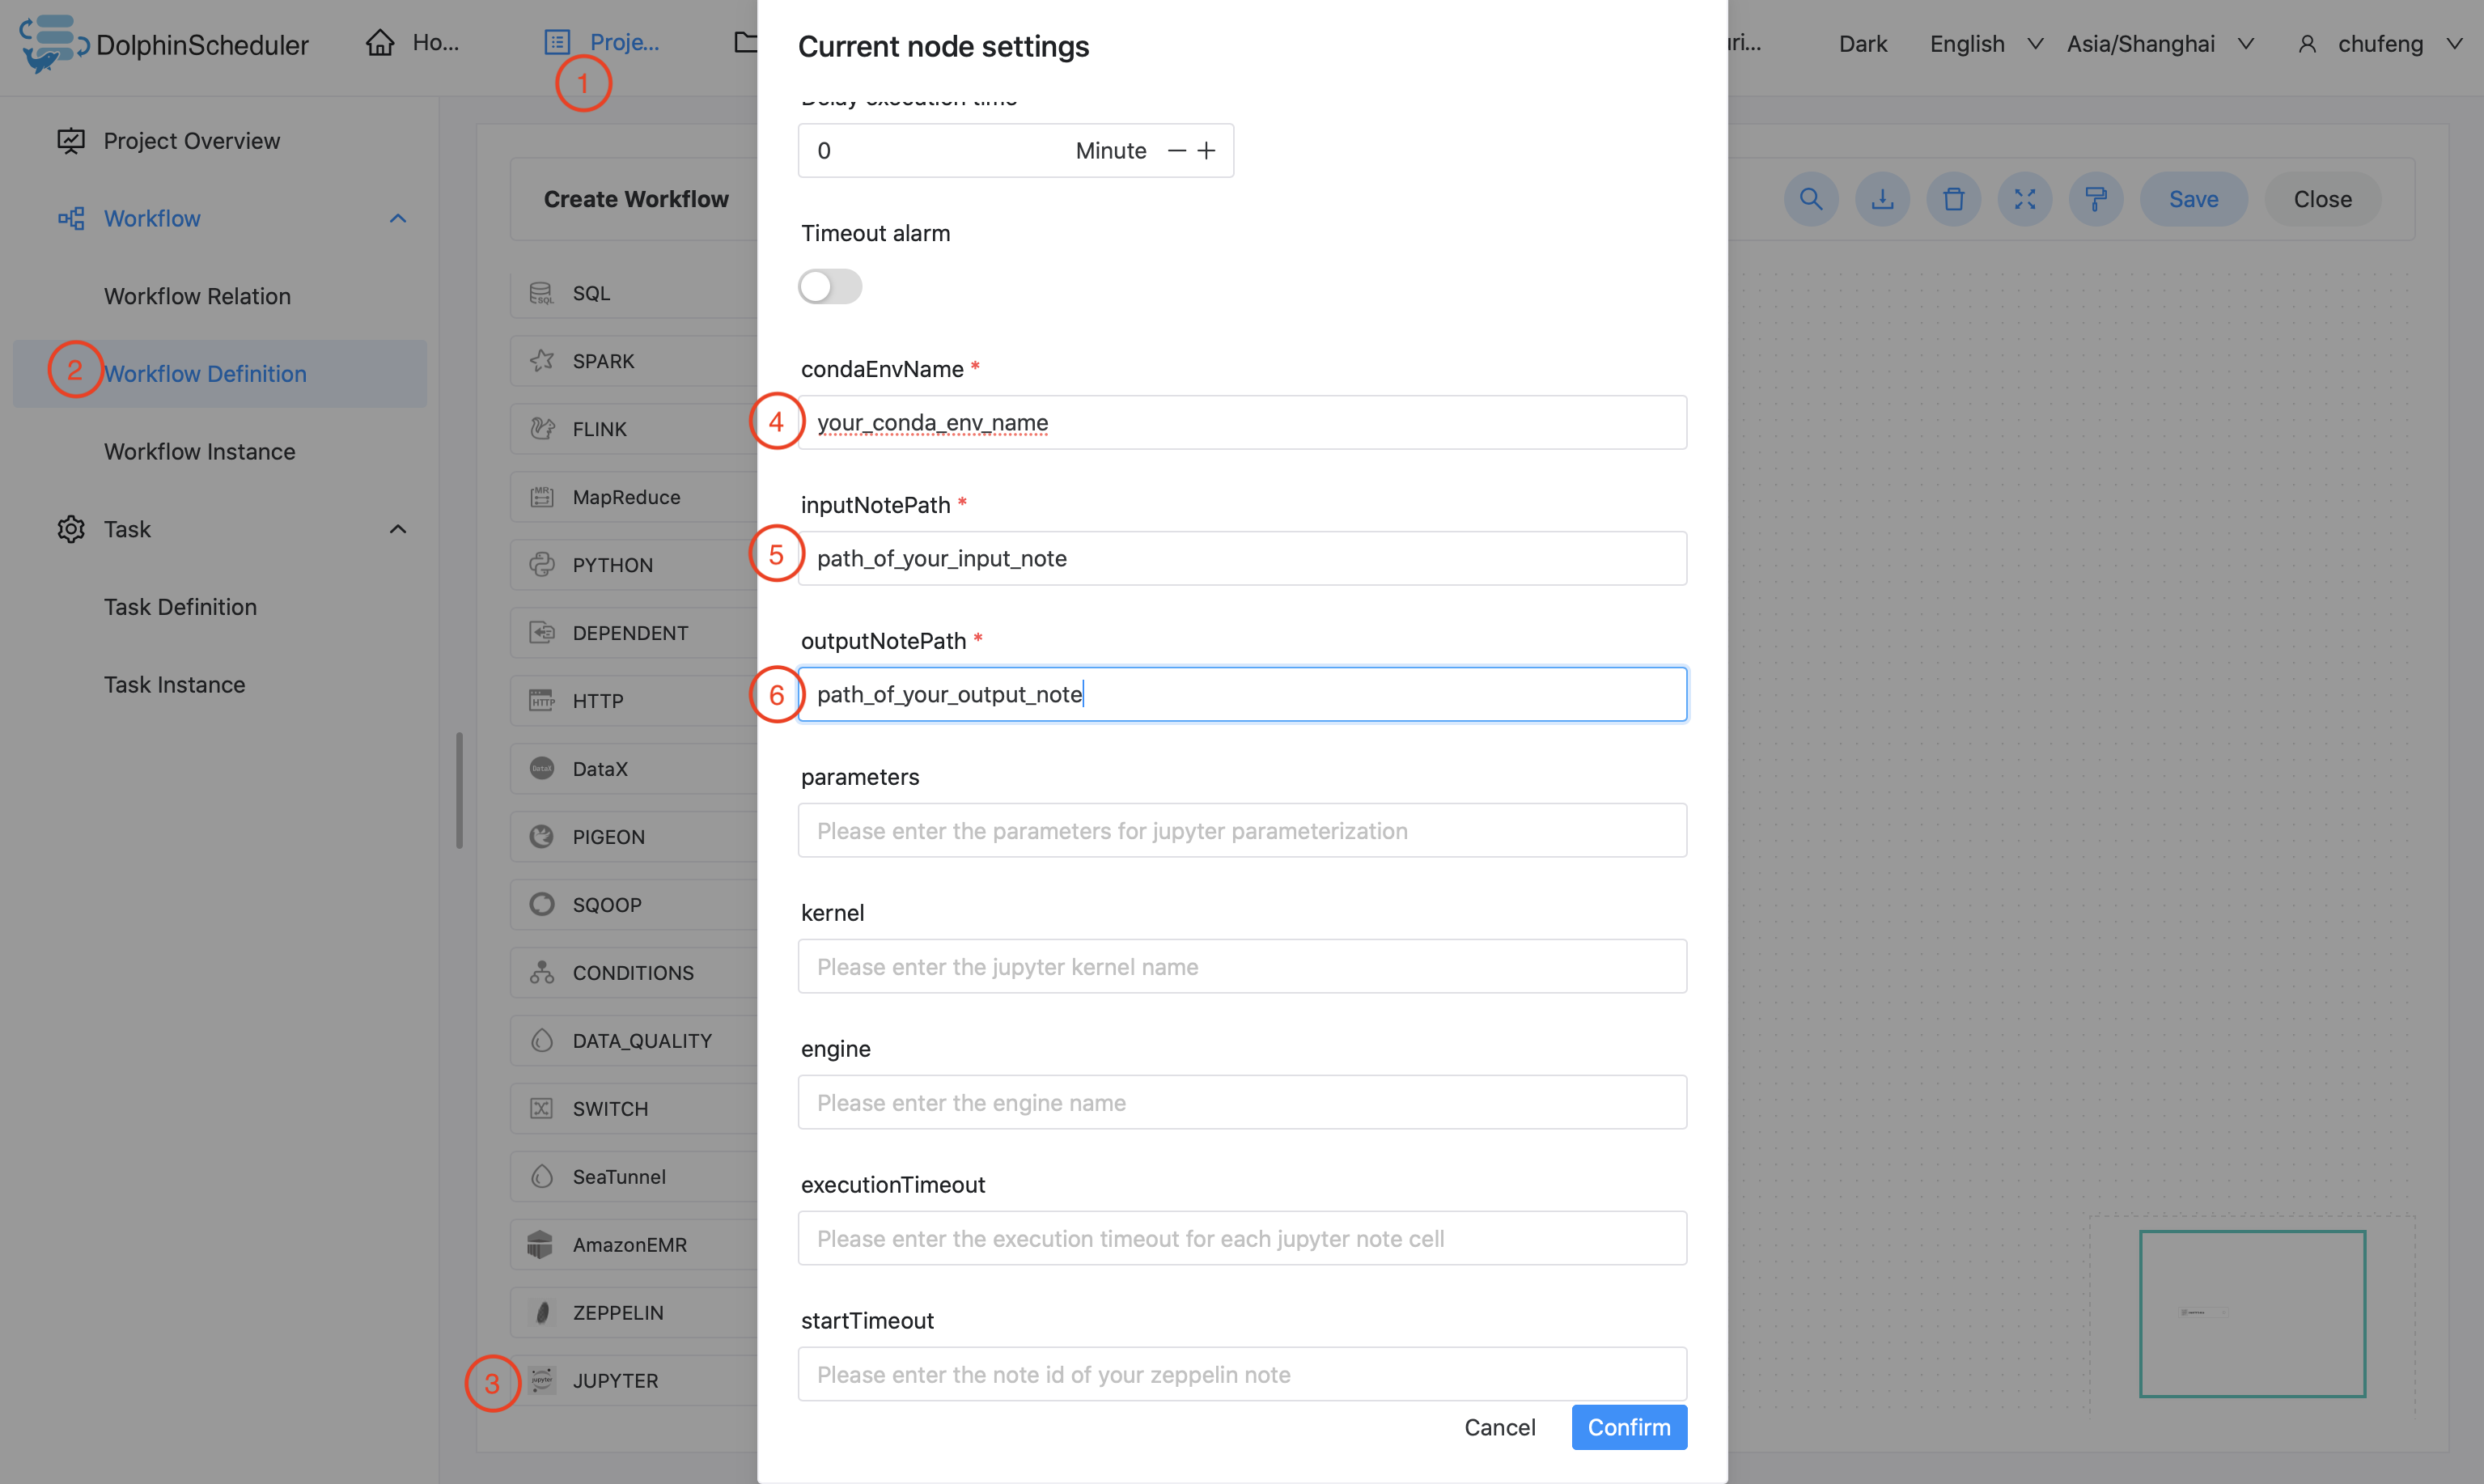 DolphinScheduler
Ho...
Proje...
1
uri...
Dark
English
Asia/Shanghai
chufeng
Project Overview
Workflow
Workflow Relation
2
Workflow Definition
Workflow Instance
Task
Task Definition
Task Instance
Create Workflow
Save
Close
SQL
SPARK
FLINK
MapReduce
PYTHON
DEPENDENT
HTTP
DataX
PIGEON
SQOOP
CONDITIONS
DATA_QUALITY
SWITCH
SeaTunnel
AmazonEMR
ZEPPELIN
3
JUPYTER
Current node settings
Delay execution time
0 Minute
Timeout alarm
condaEnvName *
4
your_conda_env_name
inputNotePath *
5
path_of_your_input_note
outputNotePath *
6
path_of_your_output_note
parameters
Please enter the parameters for jupyter parameterization
kernel
Please enter the jupyter kernel name
engine
Please enter the engine name
executionTimeout
Please enter the execution timeout for each jupyter note cell
startTimeout
Please enter the note id of your zeppelin note
Cancel
Confirm